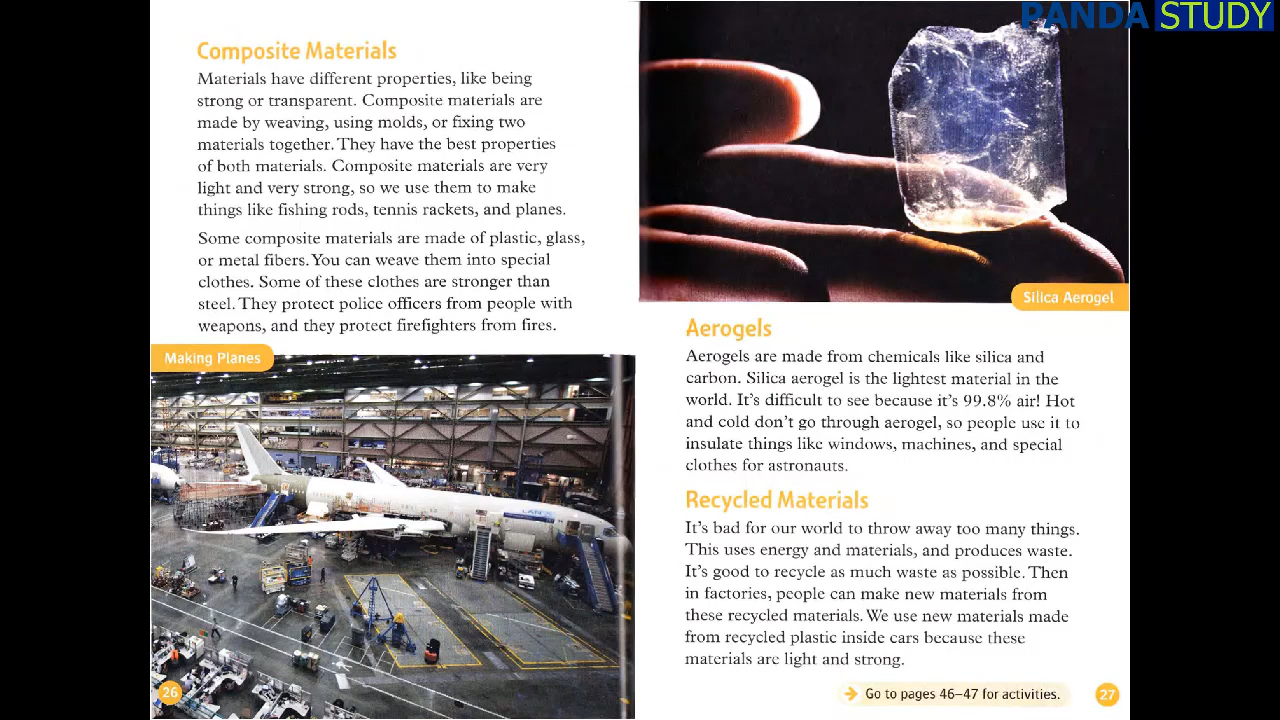 PANDA STUDY
Composite Materials
Materials have different properties, like being
strong or transparent. Composite materials are
made by weaving, using molds, or fixing two
materials together. They have the best properties
of both materials. Composite materials are very
light and very strong, so we use them to make
things like fishing rods, tennis rackets, and planes.
Some composite materials are made of plastic, glass,
or metal fibers. You can weave them into special
clothes. Some of these clothes are stronger than
steel. They protect police officers from people with
weapons, and they protect firefighters from fires.
Making Planes
26
Silica Aerogel
Aerogels
Aerogels are made from chemicals like silica and
carbon. Silica aerogel is the lightest material in the
world. It's difficult to see because it's 99.8% air! Hot
and cold don't go through aerogel, so people use it to
insulate things like windows, machines, and special
clothes for astronauts.
Recycled Materials
It's bad for our world to throw away too many things.
This uses energy and materials, and produces waste.
It's good to recycle as much waste as possible. Then
in factories, people can make new materials from
these recycled materials. We use new materials made
from recycled plastic inside cars because these
materials are light and strong.
Go to pages 46–47 for activities.
27